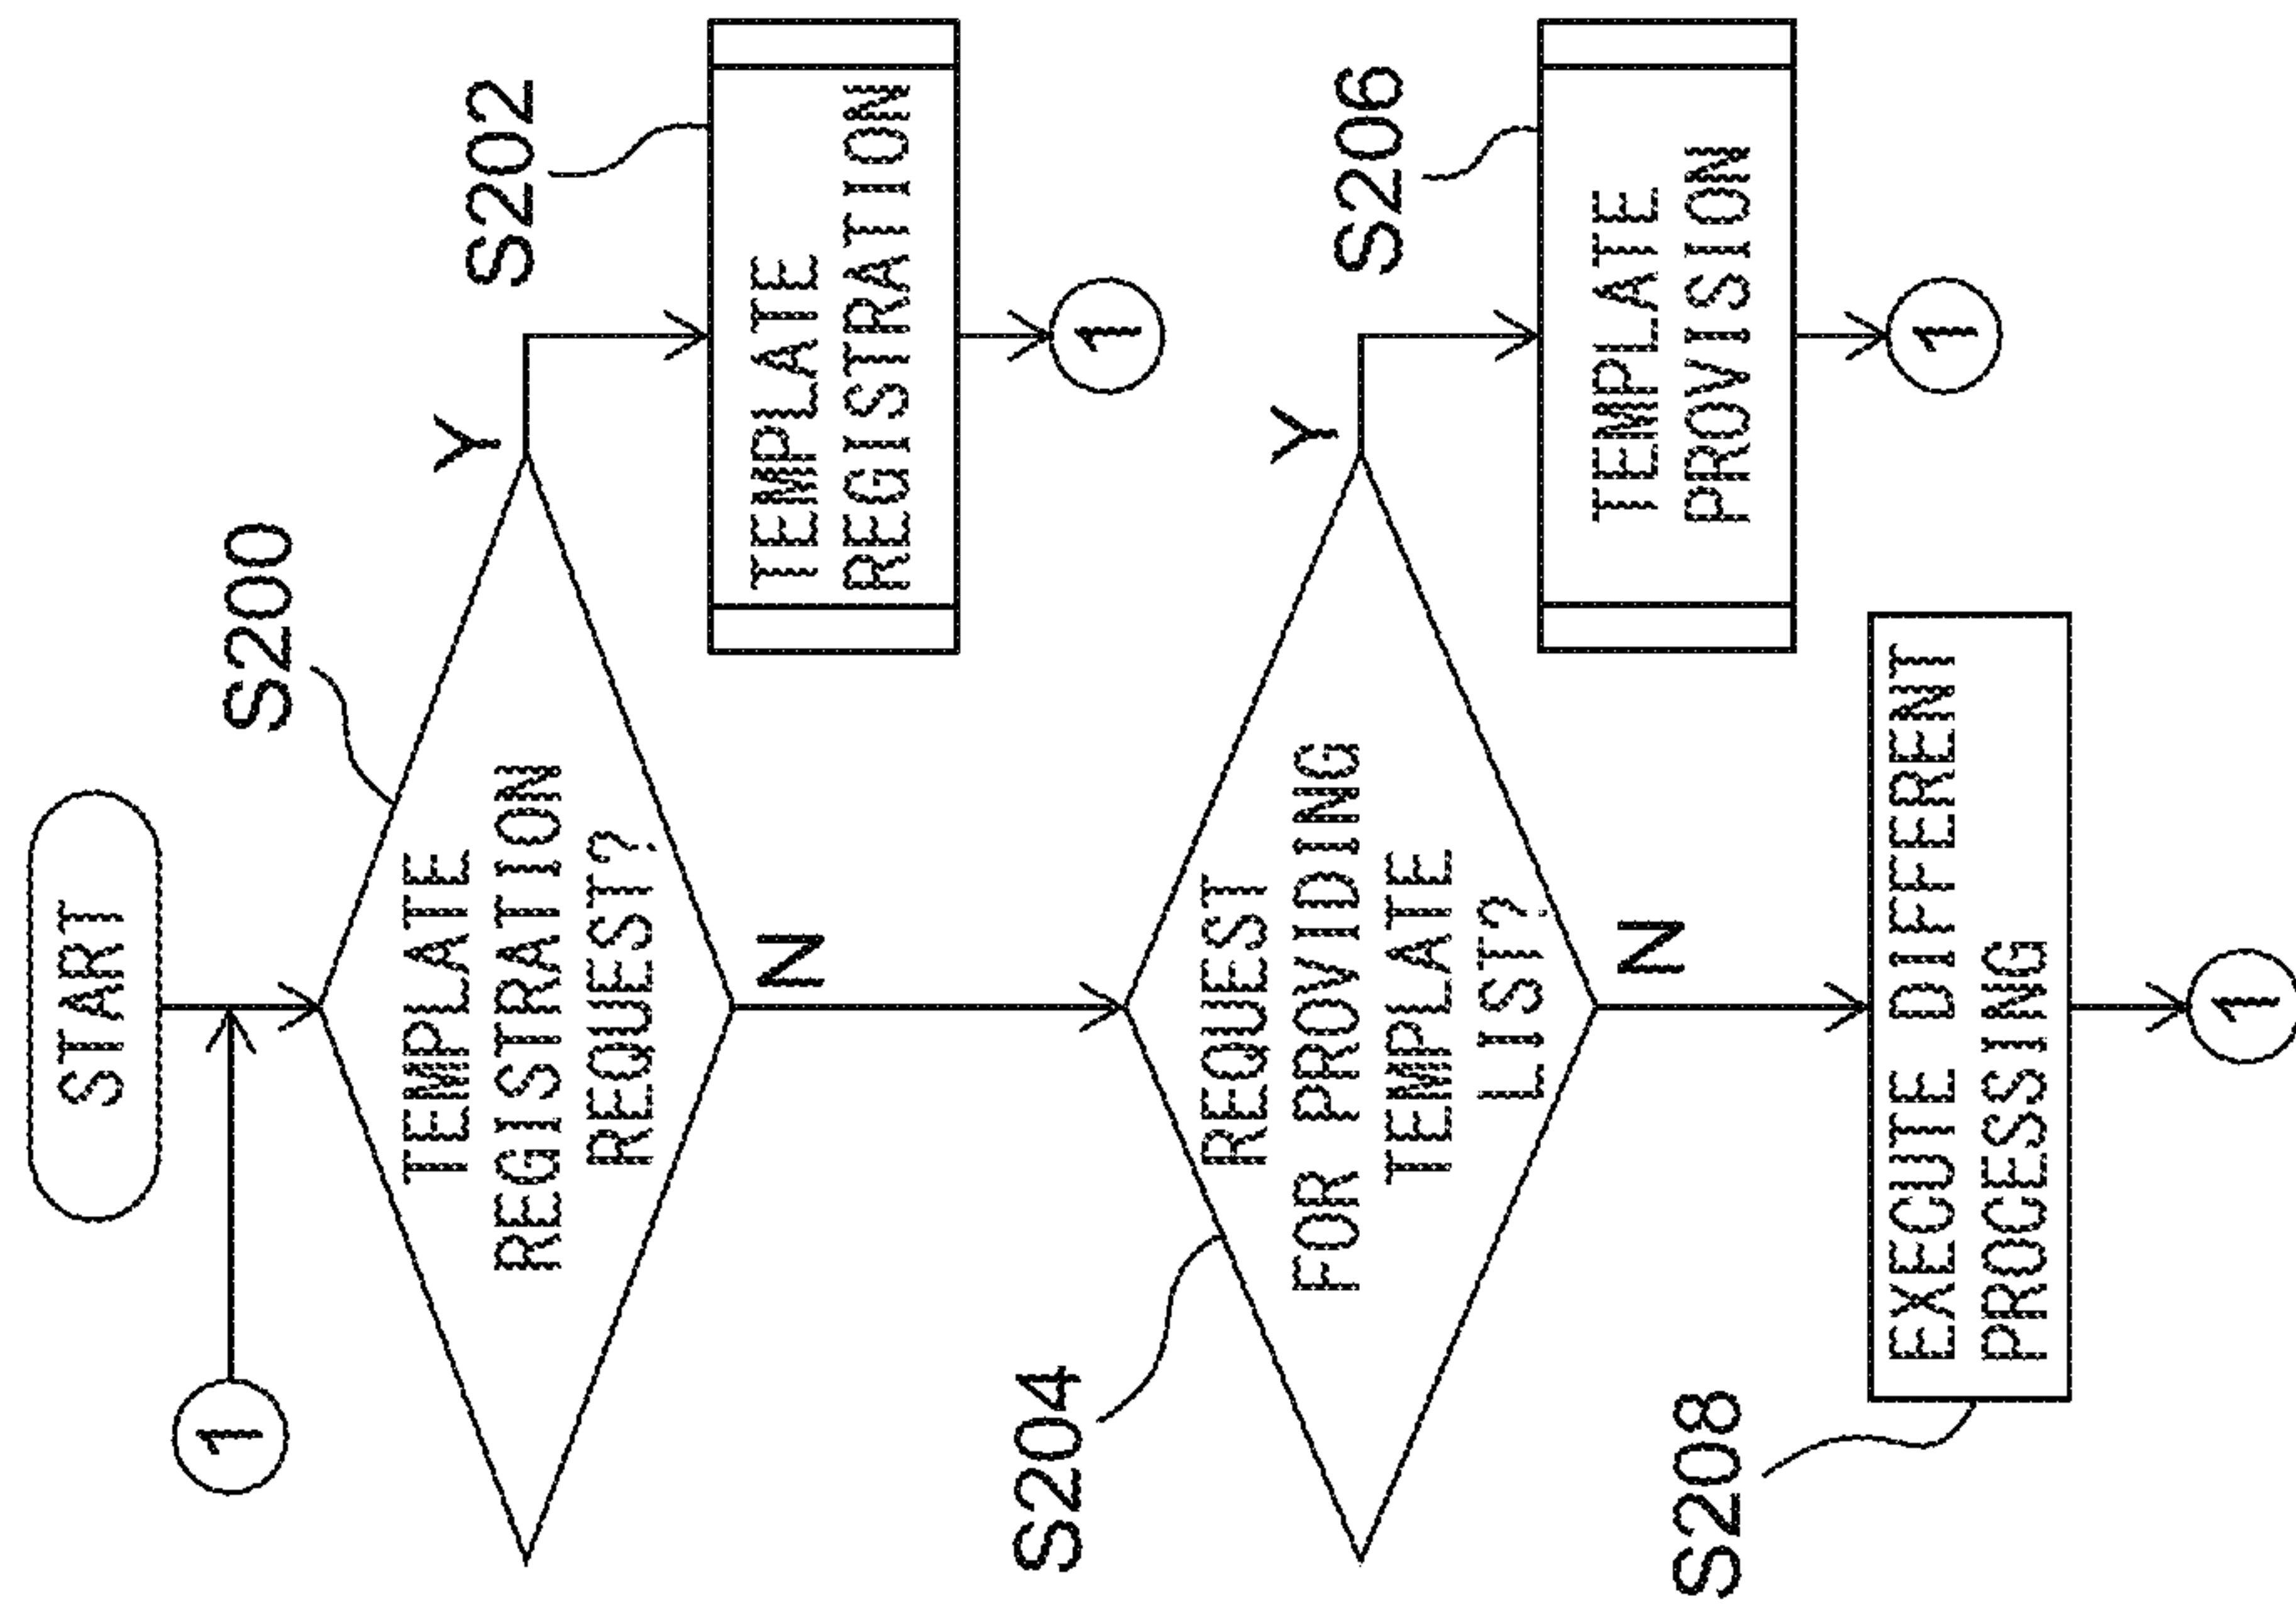 START
1
S200
TEMPLATE
REGISTRATION
REQUEST?
Y
S202
TEMPLATE
REGISTRATION
1
N
S204
REQUEST
FOR PROVIDING
TEMPLATE
LIST?
Y
S206
TEMPLATE
PROVISION
1
N
S208
EXECUTE DIFFERENT
PROCESSING
1